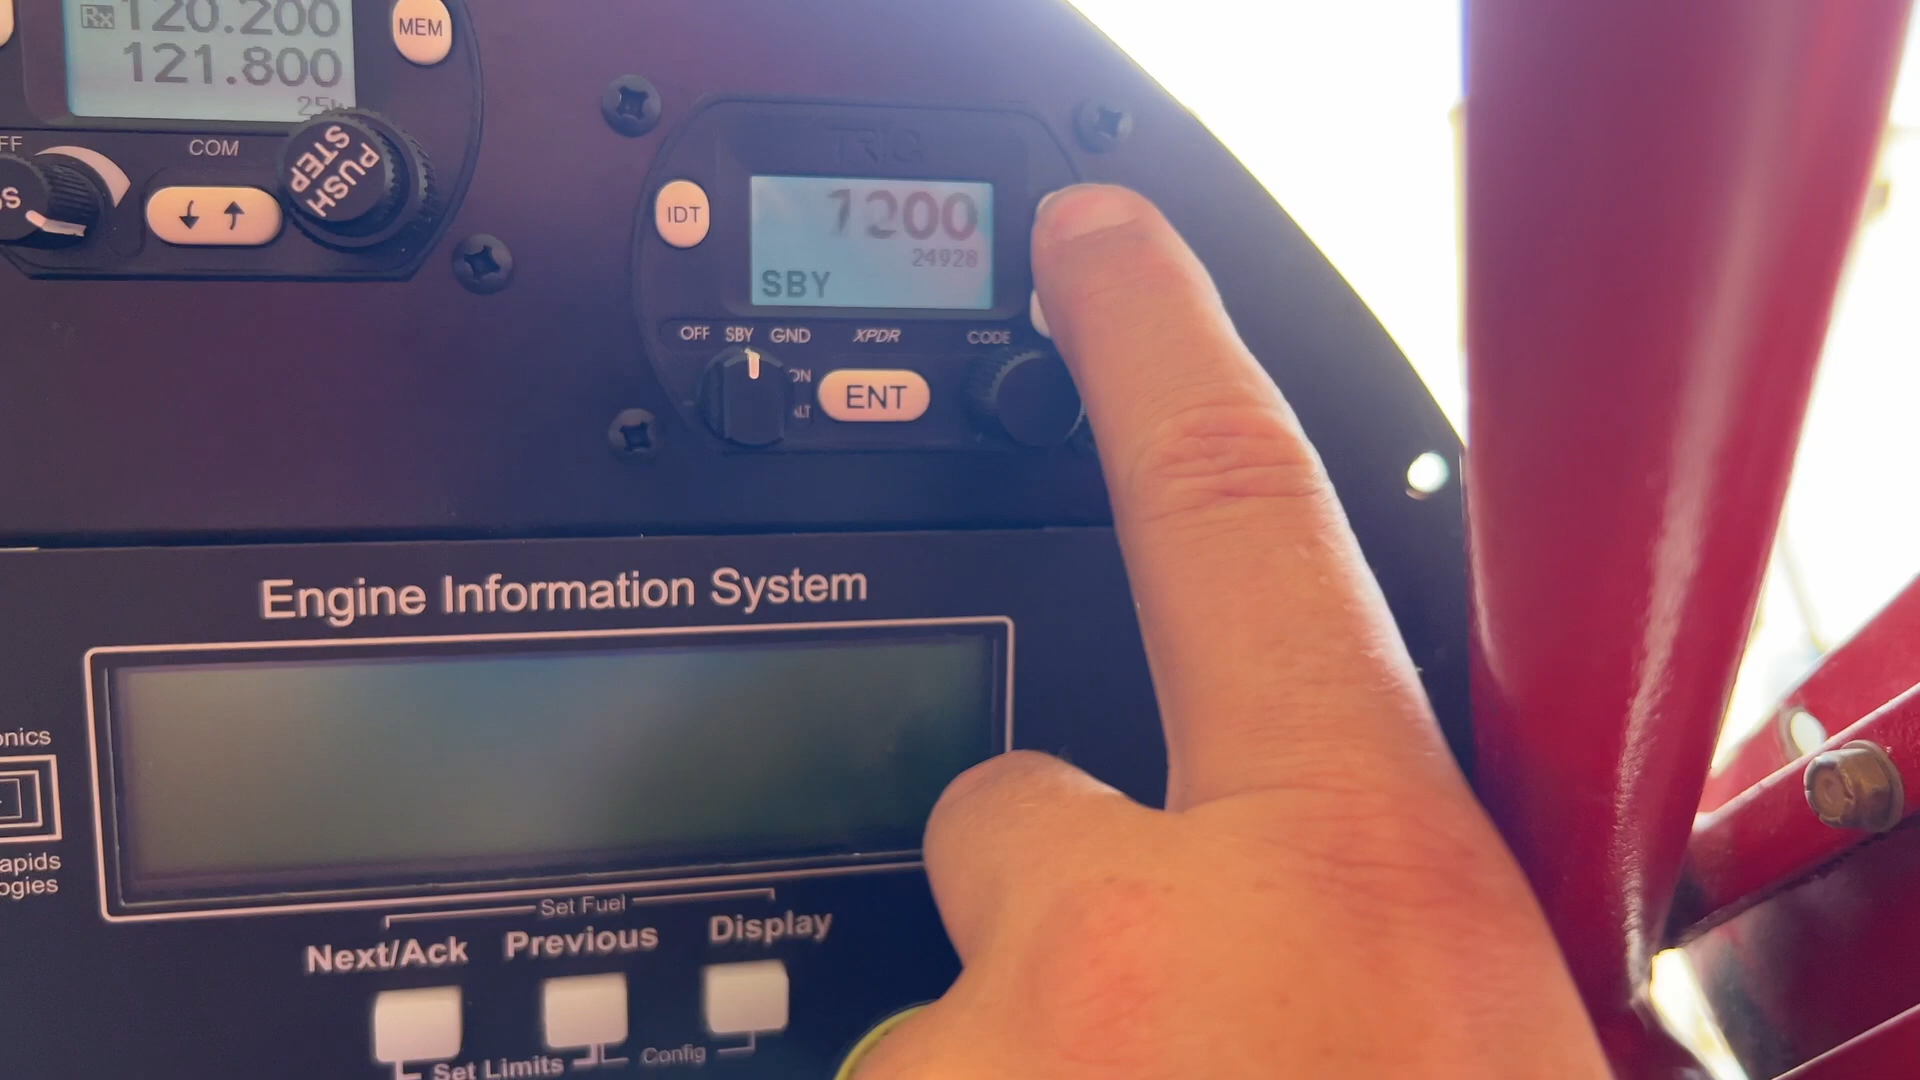 Rx 120.200
121.800
MEM
FF
COM
PUSH
STEP
↓ ↑
TRIG
IDT
1200
24928
SBY
OFF SBY GND XPDR CODE
ON
ALT
ENT
Engine Information System
onics
apids
ogies
Set Fuel
Next/Ack Previous Display
Set Limits Config